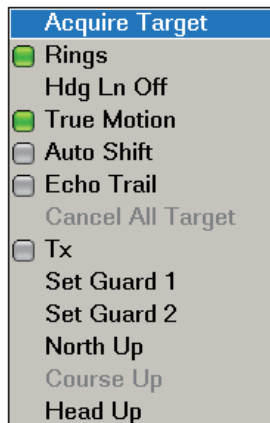 Acquire Target
Rings
Hdg Ln Off
True Motion
Auto Shift
Echo Trail
Cancel All Target
Tx
Set Guard 1
Set Guard 2
North Up
Course Up
Head Up